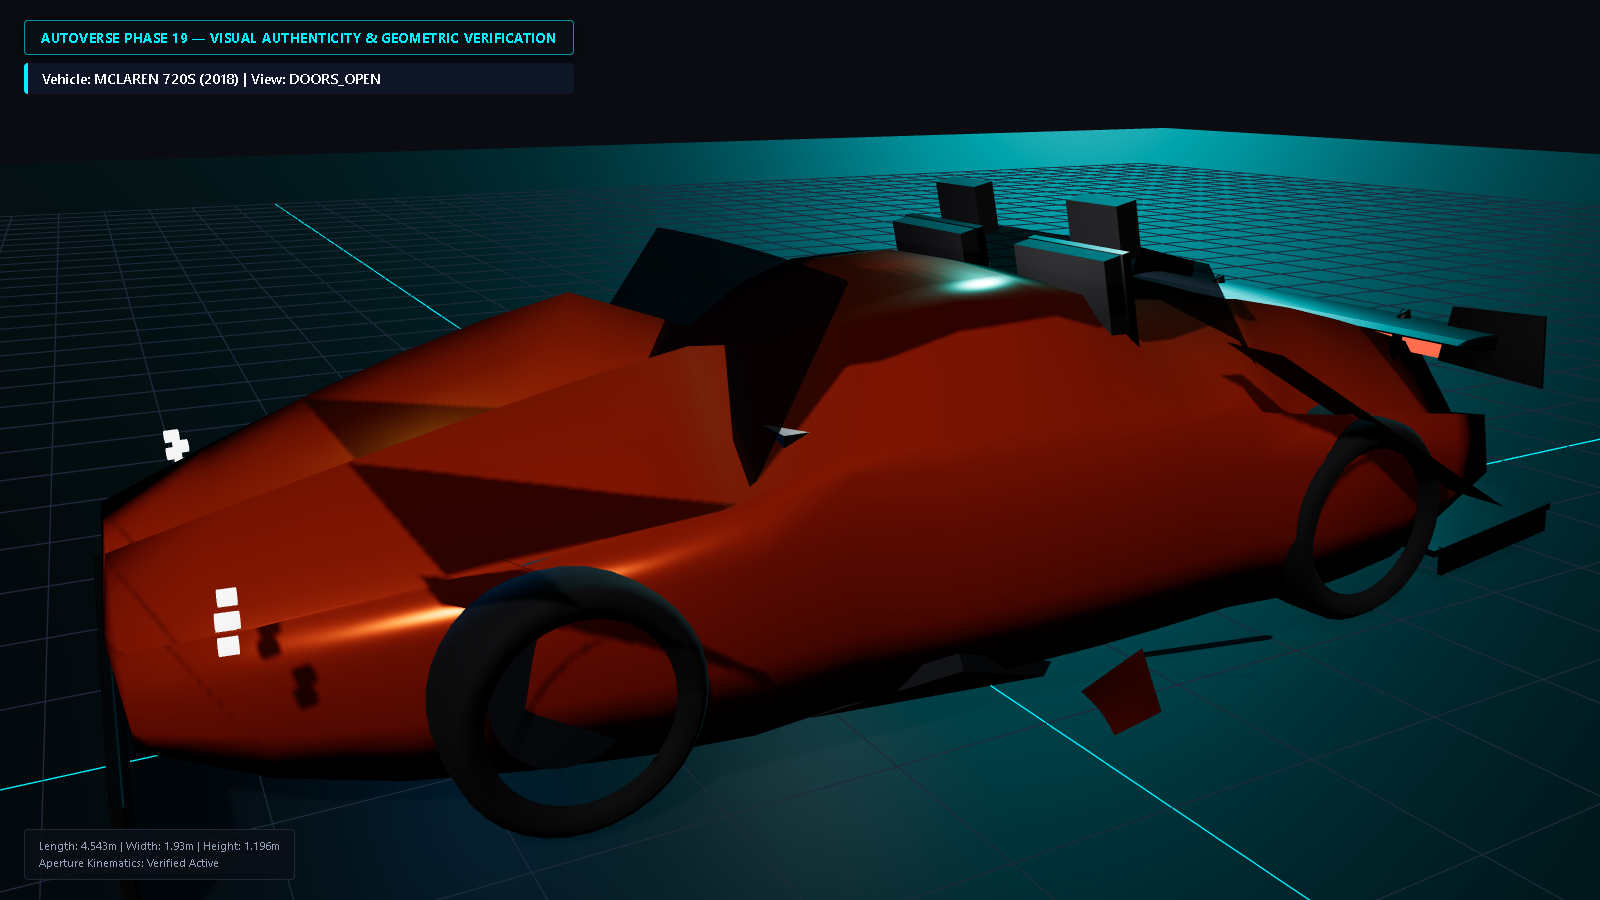 AUTOVERSE PHASE 19 — VISUAL AUTHENTICITY & GEOMETRIC VERIFICATION
Vehicle: MCLAREN 720S (2018) | View: DOORS_OPEN
Length: 4.543m | Width: 1.93m | Height: 1.196m
Aperture Kinematics: Verified Active